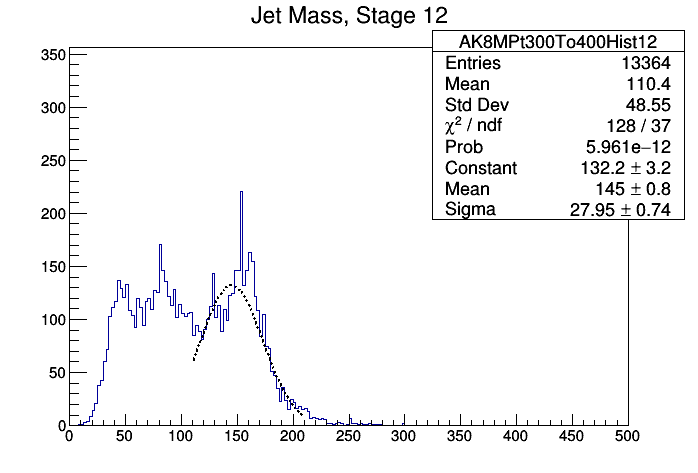 Jet Mass, Stage 12
AK8MPt300To400Hist12
Entries 13364
Mean 110.4
Std Dev 48.55
χ² / ndf 128 / 37
Prob 5.961e−12
Constant 132.2 ± 3.2
Mean 145 ± 0.8
Sigma 27.95 ± 0.74
350
300
250
200
150
100
50
0
0 50 100 150 200 250 300 350 400 450 500